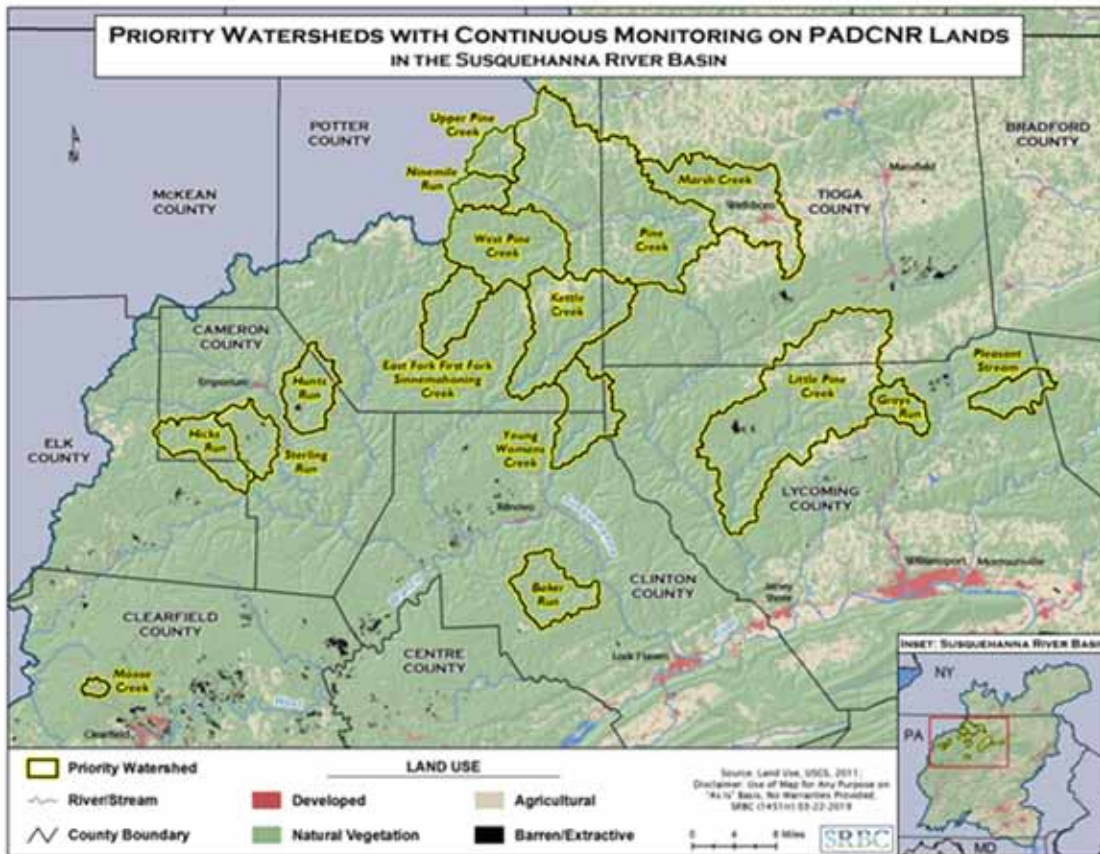 PRIORITY WATERSHEDS WITH CONTINUOUS MONITORING ON PADCNR LANDS
IN THE SUSQUEHANNA RIVER BASIN
POTTER
COUNTY
McKEAN
COUNTY
Upper Pine
Creek
Ninemile
Run
West Pine
Creek
Marsh Creek
Wellsboro
Pine
Creek
TIOGA
COUNTY
Mansfield
BRADFORD
COUNTY
CAMERON
COUNTY
Emporium
Hunts
Run
East Fork First Fork
Sinnemahoning
Creek
Kettle
Creek
Little Pine
Creek
Grays
Run
Pleasant
Stream
ELK
COUNTY
Hicks
Run
Sterling
Run
Young
Womans
Creek
Renovo
LYCOMING
COUNTY
Baker
Run
CLINTON
COUNTY
Jersey
Shore
Williamsport
Montoursville
Lock Haven
CLEARFIELD
COUNTY
CENTRE
COUNTY
Moose
Creek
Clearfield
INSET: SUSQUEHANNA RIVER BASIN
NY
PA
MD
Priority Watershed
River/Stream
County Boundary
LAND USE
Developed
Natural Vegetation
Agricultural
Barren/Extractive
Source: Land Use, USGS, 2011;
Disclaimer: Use of Map for Any Purpose on
"As Is" Basis, No Warranties Provided.
SRBC (1451n) 03-22-2019
0 4 8 Miles
SRBC